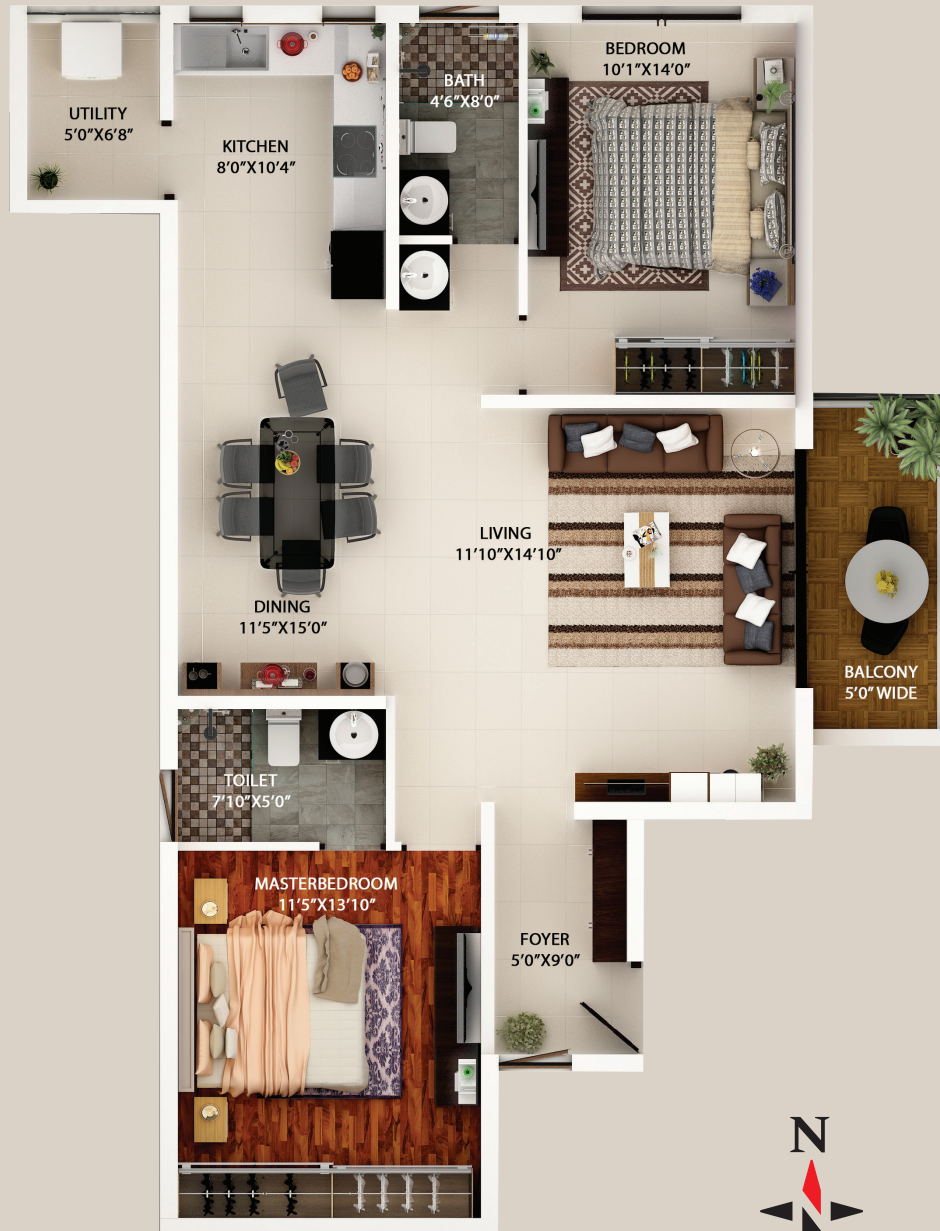 BEDROOM
10'1"X14'0"
BATH
4'6"X8'0"
UTILITY
5'0"X6'8"
KITCHEN
8'0"X10'4"
LIVING
11'10"X14'10"
DINING
11'5"X15'0"
BALCONY
5'0" WIDE
TOILET
7'10"X5'0"
MASTERBEDROOM
11'5"X13'10"
FOYER
5'0"X9'0"
N